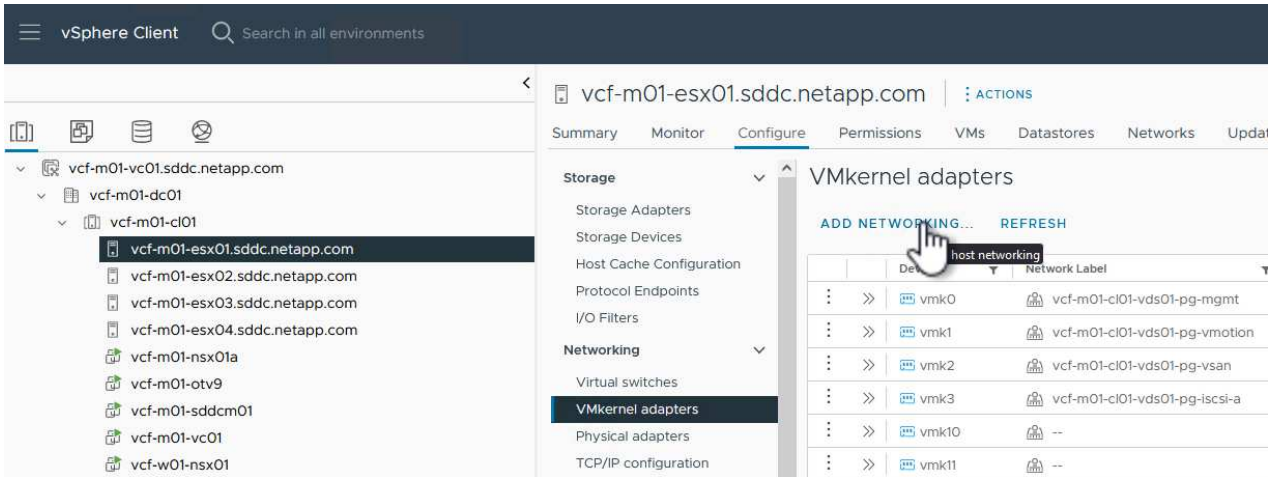 vSphere Client
Search in all environments
vcf-m01-vc01.sddc.netapp.com
vcf-m01-dc01
vcf-m01-cl01
vcf-m01-esx01.sddc.netapp.com
vcf-m01-esx02.sddc.netapp.com
vcf-m01-esx03.sddc.netapp.com
vcf-m01-esx04.sddc.netapp.com
vcf-m01-nsx01a
vcf-m01-otv9
vcf-m01-sddcm01
vcf-m01-vc01
vcf-w01-nsx01
vcf-m01-esx01.sddc.netapp.com ACTIONS
Summary Monitor Configure Permissions VMs Datastores Networks Updat
Storage
Storage Adapters
Storage Devices
Host Cache Configuration
Protocol Endpoints
I/O Filters
Networking
Virtual switches
VMkernel adapters
Physical adapters
TCP/IP configuration
VMkernel adapters
ADD NETWORKING... REFRESH
host networking
Network Label
vmk0 vcf-m01-cl01-vds01-pg-mgmt
vmk1 vcf-m01-cl01-vds01-pg-vmotion
vmk2 vcf-m01-cl01-vds01-pg-vsan
vmk3 vcf-m01-cl01-vds01-pg-iscsi-a
vmk10 --
vmk11 --